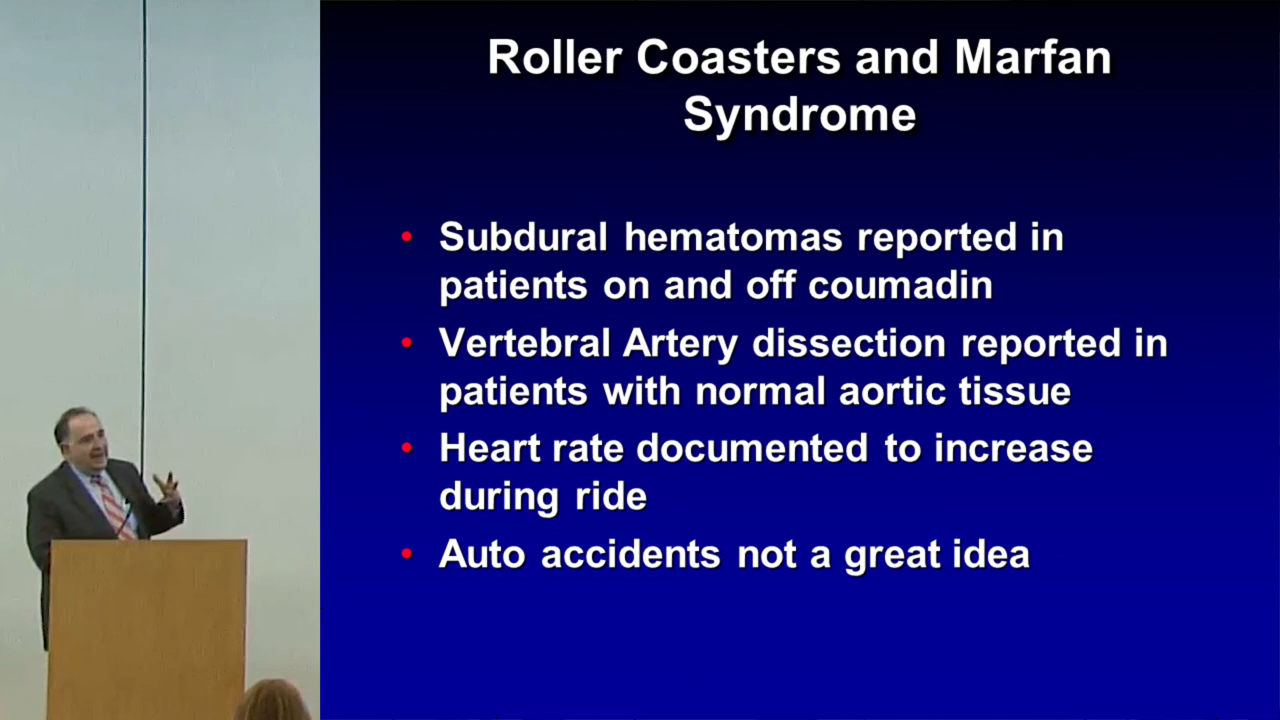 Roller Coasters and Marfan
Syndrome
• Subdural hematomas reported in
patients on and off coumadin
• Vertebral Artery dissection reported in
patients with normal aortic tissue
• Heart rate documented to increase
during ride
• Auto accidents not a great idea